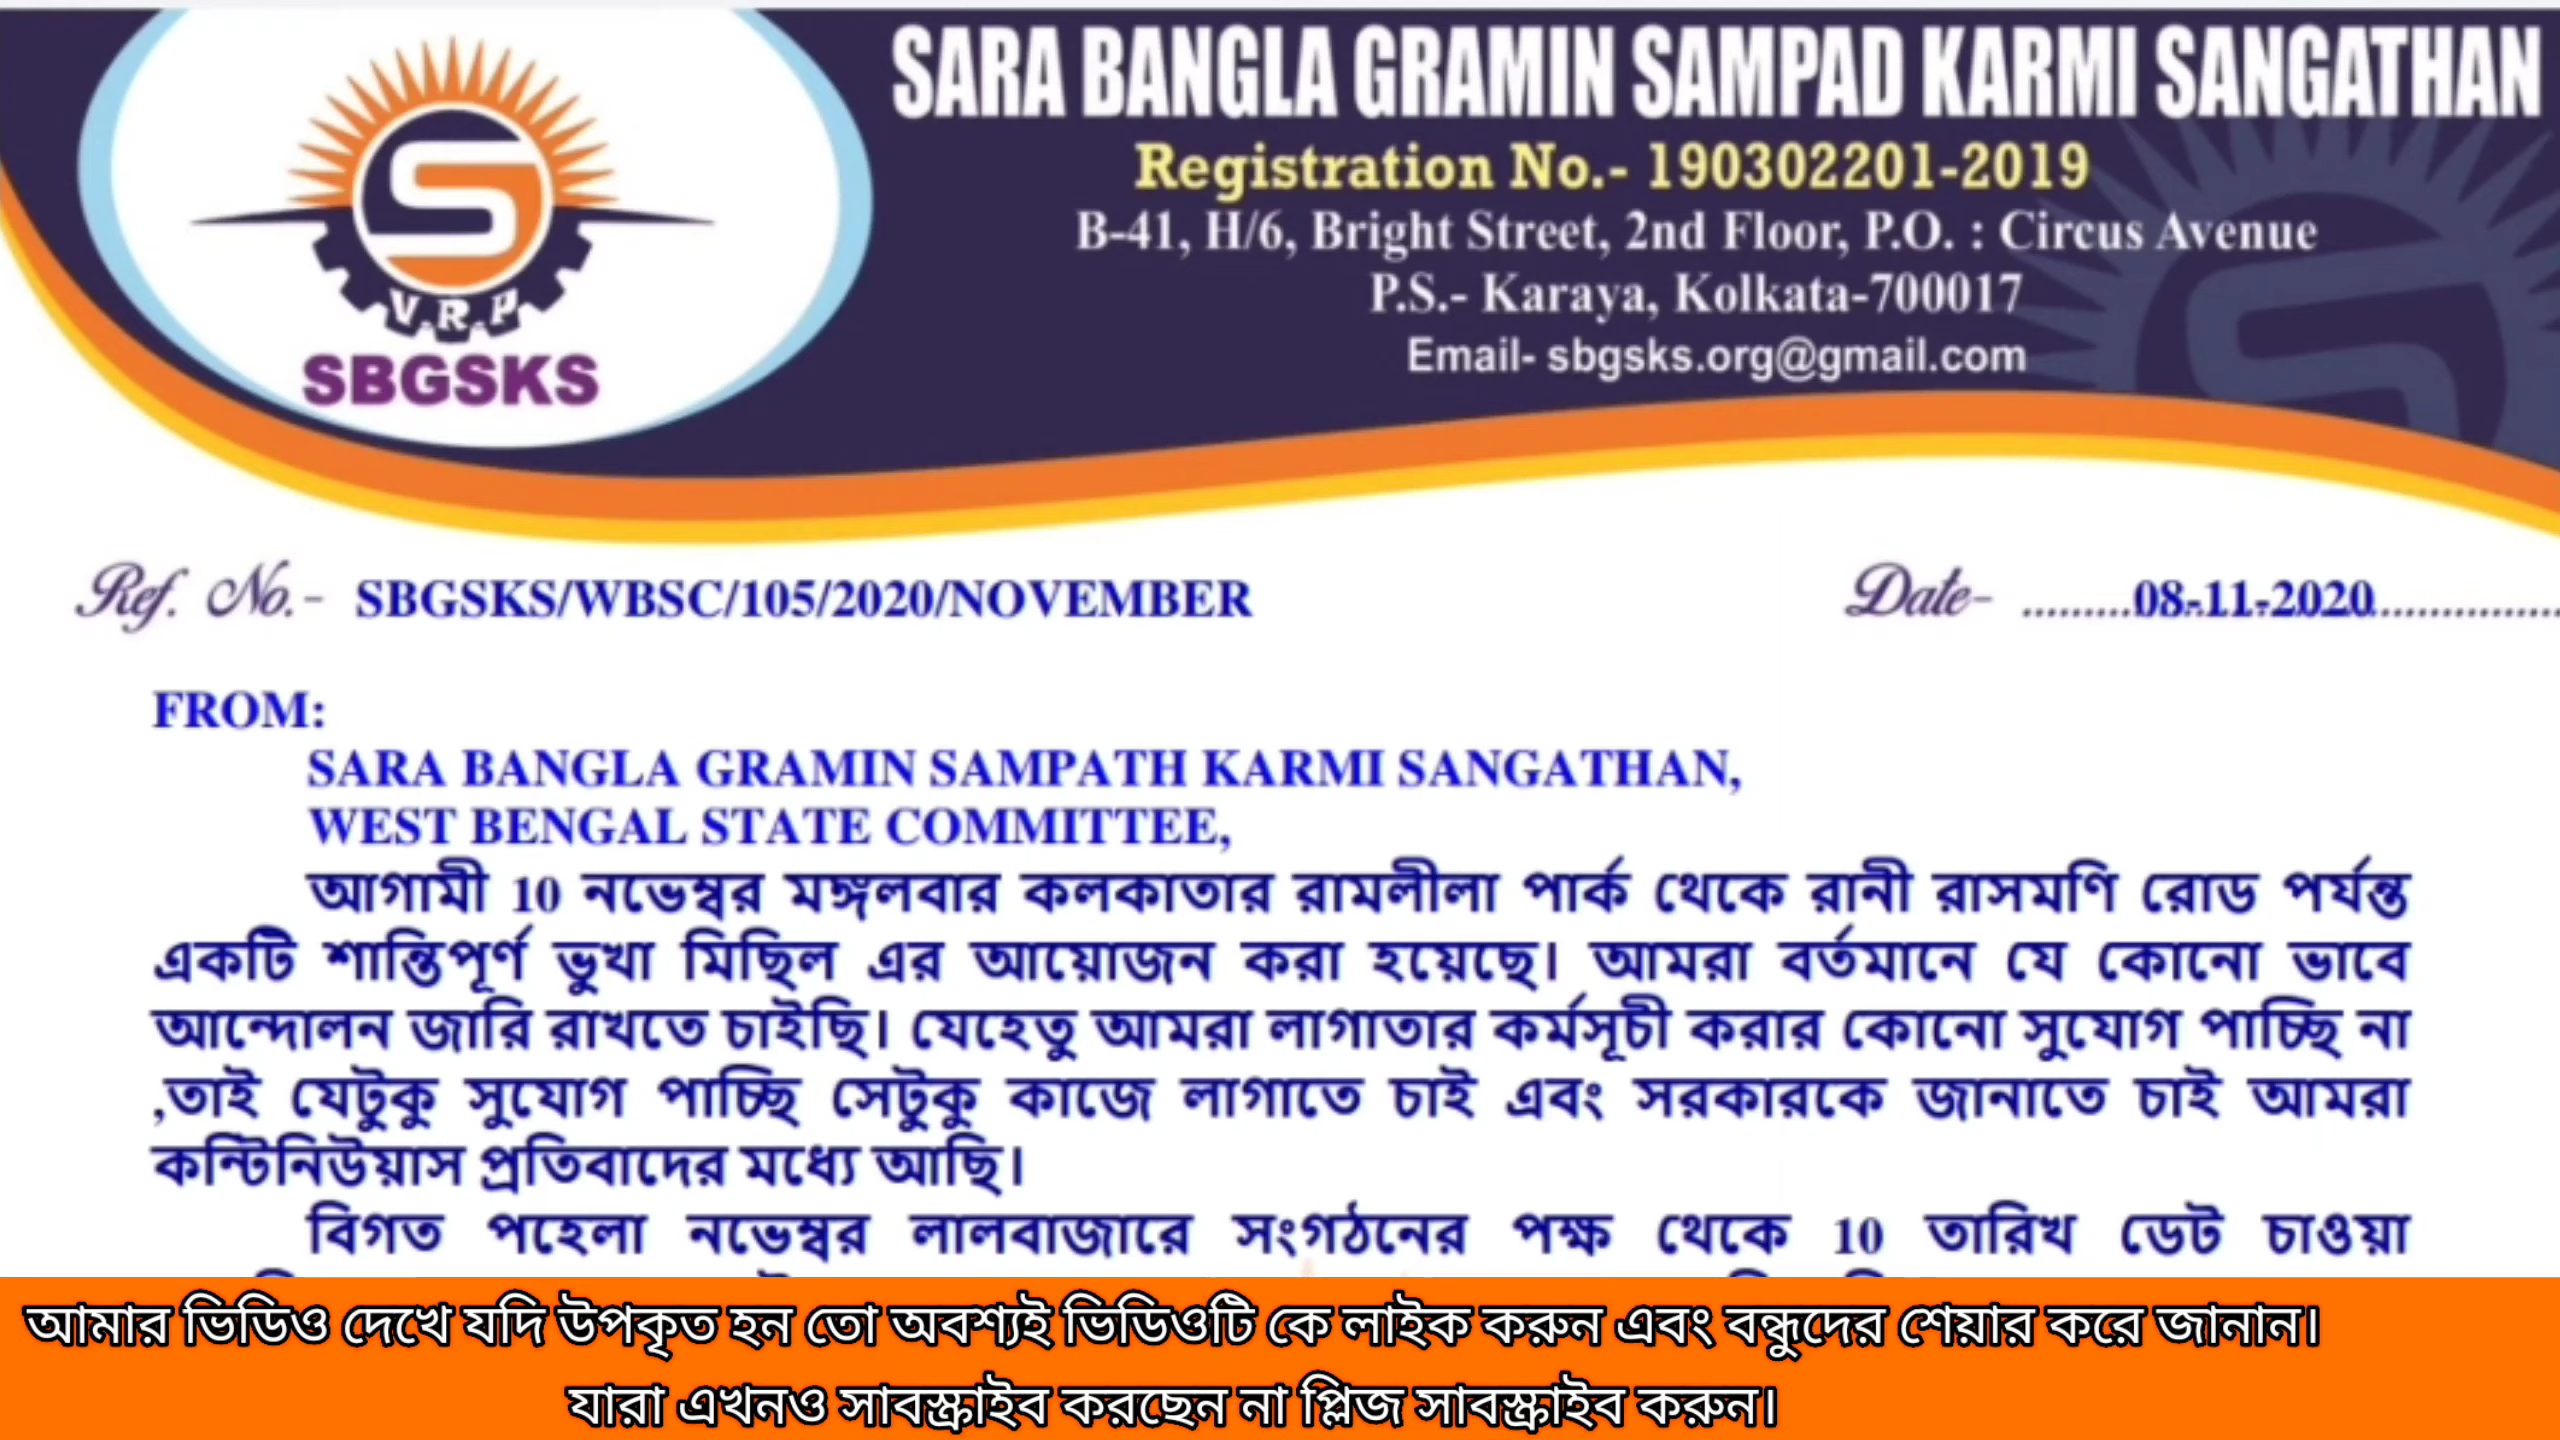 SARA BANGLA GRAMIN SAMPAD KARMI SANGATHAN
Registration No.- 190302201-2019
B-41, H/6, Bright Street, 2nd Floor, P.O. : Circus Avenue
P.S.- Karaya, Kolkata-700017
Email- sbgsks.org@gmail.com
S
V.R.P
SBGSKS
Ref. No.- SBGSKS/WBSC/105/2020/NOVEMBER
Date- .........08-11-2020...............
FROM:
SARA BANGLA GRAMIN SAMPATH KARMI SANGATHAN,
WEST BENGAL STATE COMMITTEE,
আগামী 10 নভেম্বর মঙ্গলবার কলকাতার রামলীলা পার্ক থেকে রানী রাসমণি রোড পর্যন্ত
একটি শান্তিপূর্ণ ভুখা মিছিল এর আয়োজন করা হয়েছে। আমরা বর্তমানে যে কোনো ভাবে
আন্দোলন জারি রাখতে চাইছি। যেহেতু আমরা লাগাতার কর্মসূচী করার কোনো সুযোগ পাচ্ছি না
,তাই যেটুকু সুযোগ পাচ্ছি সেটুকু কাজে লাগাতে চাই এবং সরকারকে জানাতে চাই আমরা
কন্টিনিউয়াস প্রতিবাদের মধ্যে আছি।
বিগত পহেলা নভেম্বর লালবাজারে সংগঠনের পক্ষ থেকে 10 তারিখ ডেট চাওয়া
আমার ভিডিও দেখে যদি উপকৃত হন তো অবশ্যই ভিডিওটি কে লাইক করুন এবং বন্ধুদের শেয়ার করে জানান।
যারা এখনও সাবস্ক্রাইব করছেন না প্লিজ সাবস্ক্রাইব করুন।